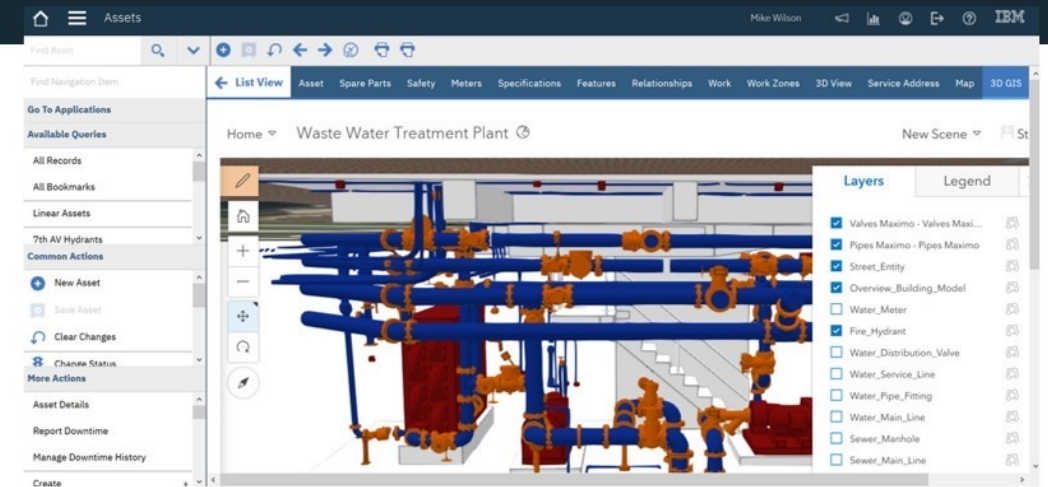 Assets
Mike Wilson
IBM
Find Asset
Find Navigation Item
Go To Applications
Available Queries
All Records
All Bookmarks
Linear Assets
7th AV Hydrants
Common Actions
New Asset
Save Asset
Clear Changes
Change Status
More Actions
Asset Details
Report Downtime
Manage Downtime History
Create
List View Asset Spare Parts Safety Meters Specifications Features Relationships Work Work Zones 3D View Service Address Map 3D GIS
Home Waste Water Treatment Plant New Scene St
Layers Legend
Valves Maximo - Valves Maxi...
Pipes Maximo - Pipes Maximo
Street_Entity
Overview_Building_Model
Water_Meter
Fire_Hydrant
Water_Distribution_Valve
Water_Service_Line
Water_Pipe_Fitting
Water_Main_Line
Sewer_Manhole
Sewer_Main_Line